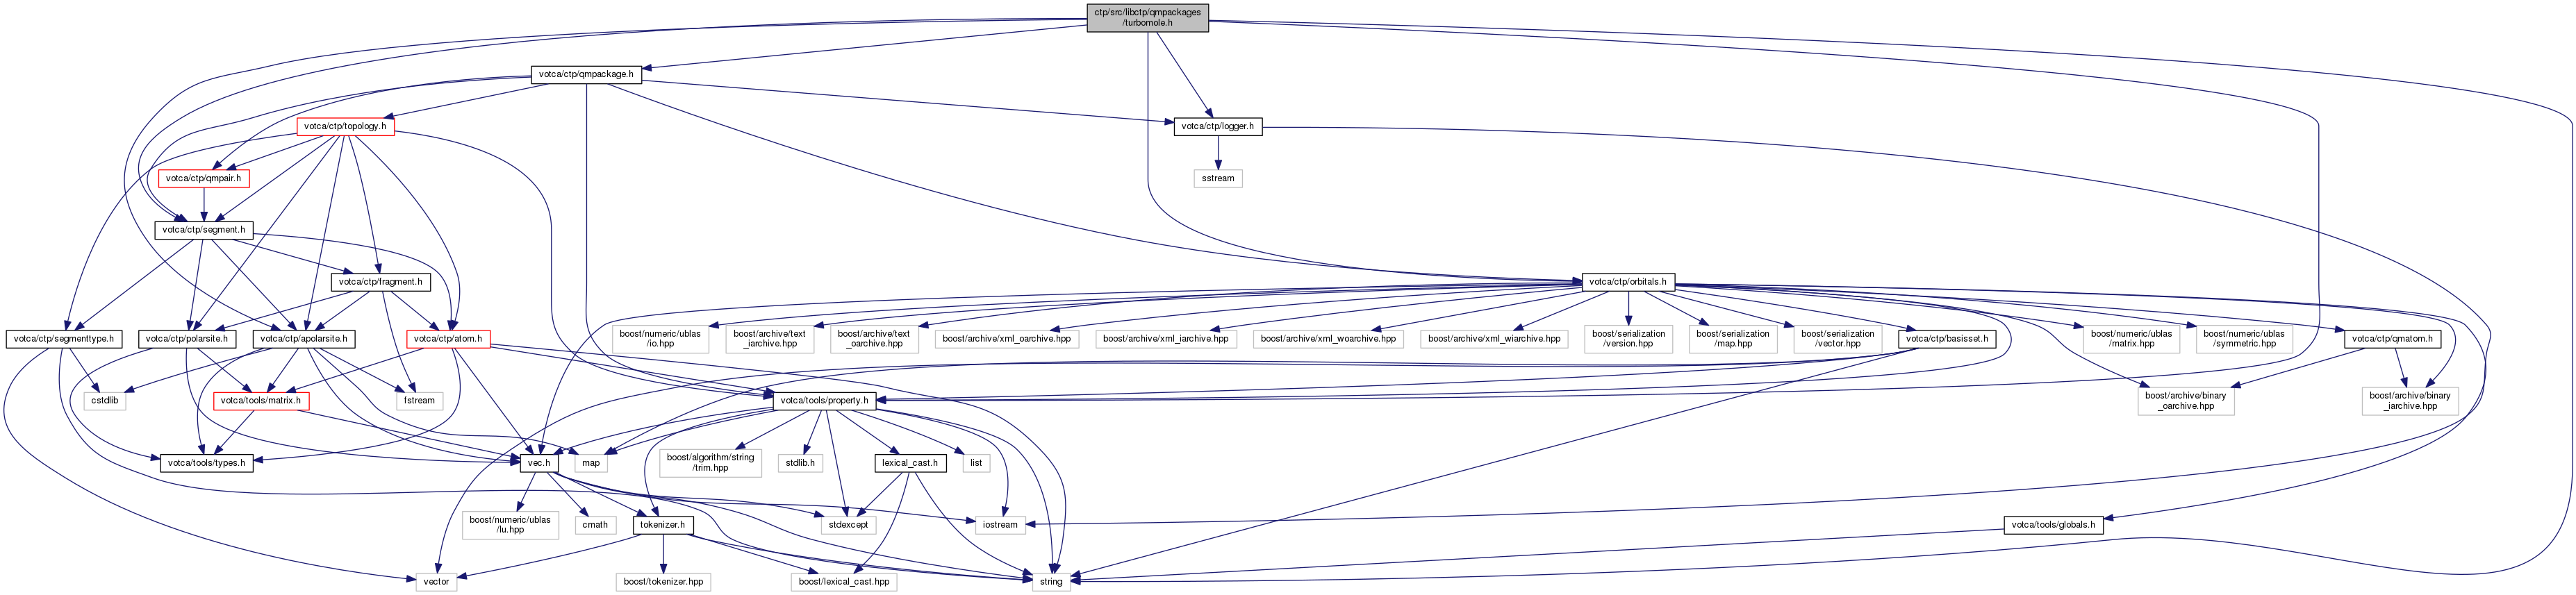 ctp/src/libctp/qmpackages
/turbomole.h
votca/ctp/qmpackage.h
votca/ctp/topology.h
votca/ctp/logger.h
votca/ctp/qmpair.h
sstream
votca/ctp/segment.h
votca/ctp/fragment.h
votca/ctp/orbitals.h
votca/ctp/segmenttype.h
votca/ctp/polarsite.h
votca/ctp/apolarsite.h
votca/ctp/atom.h
boost/numeric/ublas
/io.hpp
boost/archive/text
_iarchive.hpp
boost/archive/text
_oarchive.hpp
boost/archive/xml_oarchive.hpp
boost/archive/xml_iarchive.hpp
boost/archive/xml_woarchive.hpp
boost/archive/xml_wiarchive.hpp
boost/serialization
/version.hpp
boost/serialization
/map.hpp
boost/serialization
/vector.hpp
votca/ctp/basisset.h
boost/numeric/ublas
/matrix.hpp
boost/numeric/ublas
/symmetric.hpp
votca/ctp/qmatom.h
cstdlib
votca/tools/matrix.h
fstream
votca/tools/property.h
boost/archive/binary
_oarchive.hpp
boost/archive/binary
_iarchive.hpp
votca/tools/types.h
vec.h
map
boost/algorithm/string
/trim.hpp
stdlib.h
lexical_cast.h
list
boost/numeric/ublas
/lu.hpp
cmath
tokenizer.h
stdexcept
iostream
votca/tools/globals.h
vector
boost/tokenizer.hpp
boost/lexical_cast.hpp
string